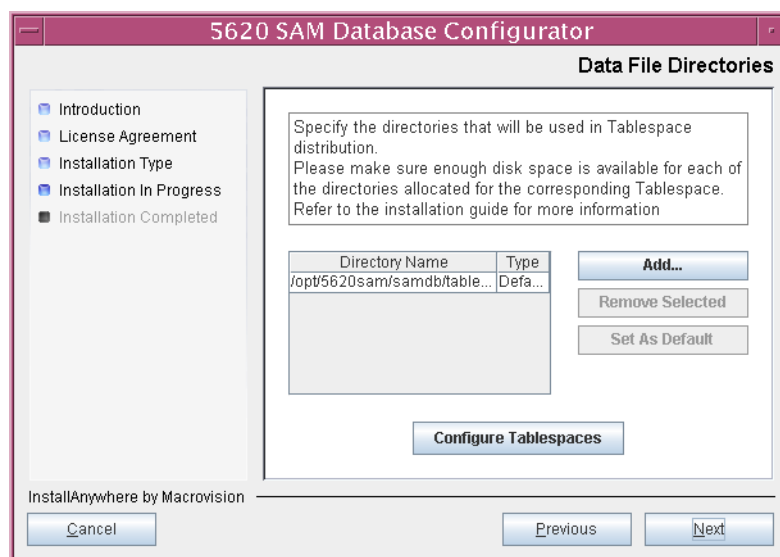 5620 SAM Database Configurator
Data File Directories
Introduction
License Agreement
Installation Type
Installation In Progress
Installation Completed
Specify the directories that will be used in Tablespace
distribution.
Please make sure enough disk space is available for each of
the directories allocated for the corresponding Tablespace.
Refer to the installation guide for more information
Directory Name Type
/opt/5620sam/samdb/table... Defa...
Add...
Remove Selected
Set As Default
Configure Tablespaces
InstallAnywhere by Macrovision
Cancel Previous Next